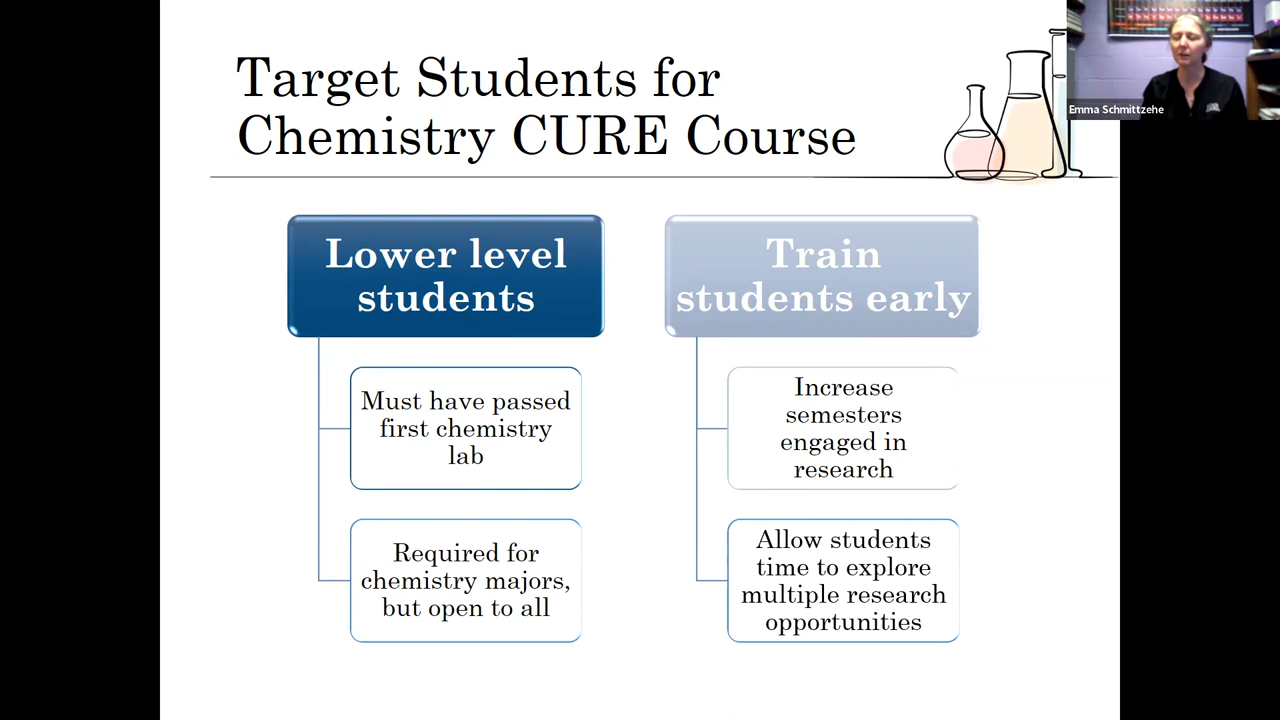 Target Students for
Chemistry CURE Course
Emma Schmittzehe
Lower level
students
Must have passed
first chemistry
lab
Required for
chemistry majors,
but open to all
Train
students early
Increase
semesters
engaged in
research
Allow students
time to explore
multiple research
opportunities